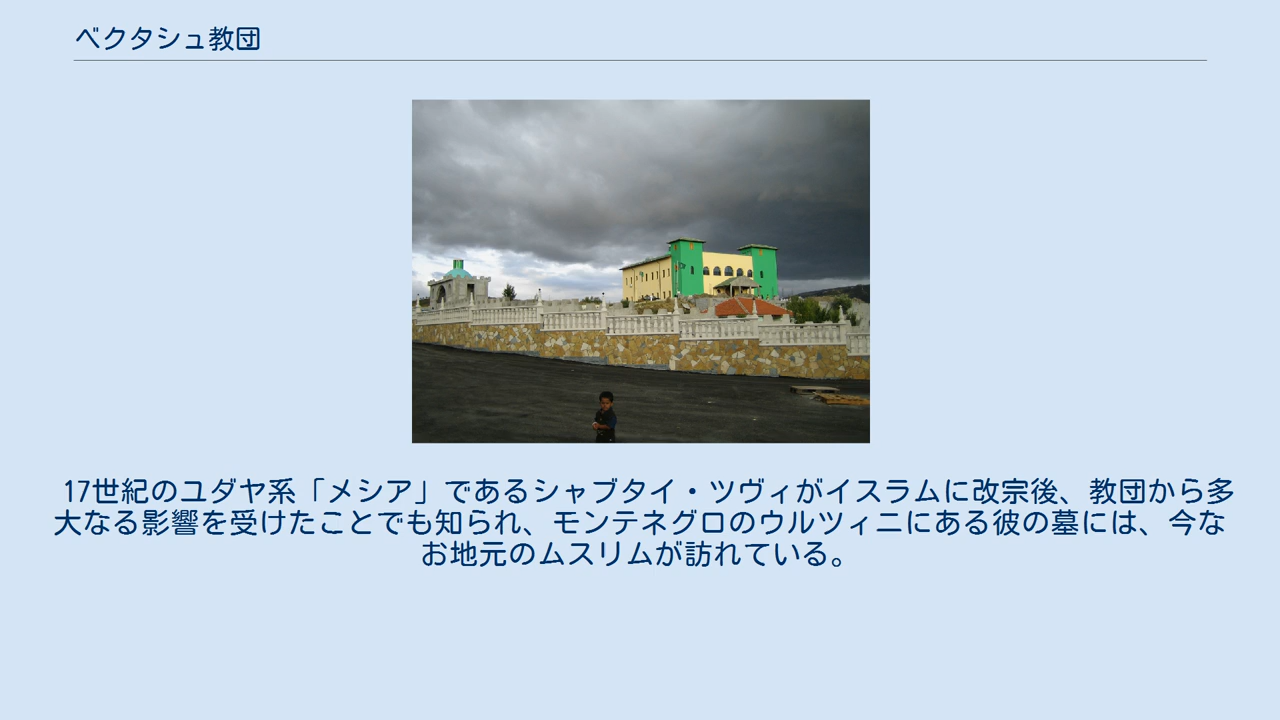 ベクタシュ教団
17世紀のユダヤ系「メシア」であるシャブタイ・ツヴィがイスラムに改宗後、教団から多
大なる影響を受けたことでも知られ、モンテネグロのウルツィニにある彼の墓には、今な
お地元のムスリムが訪れている。